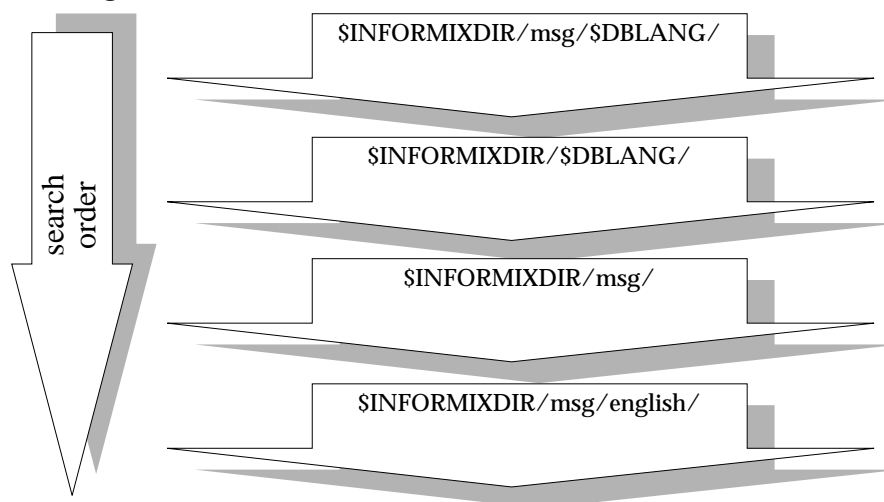 $INFORMIXDIR/msg/$DBLANG/
$INFORMIXDIR/$DBLANG/
search
order
$INFORMIXDIR/msg/
$INFORMIXDIR/msg/english/